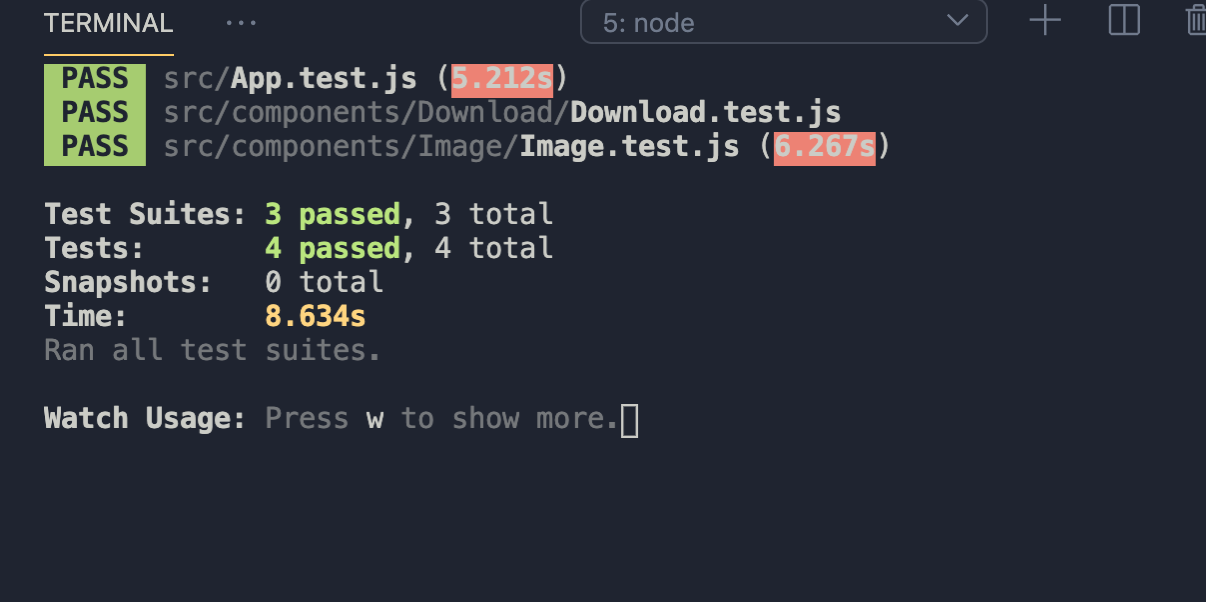 TERMINAL ... 5: node
PASS src/App.test.js (5.212s)
PASS src/components/Download/Download.test.js
PASS src/components/Image/Image.test.js (6.267s)
Test Suites: 3 passed, 3 total
Tests: 4 passed, 4 total
Snapshots: 0 total
Time: 8.634s
Ran all test suites.
Watch Usage: Press w to show more.